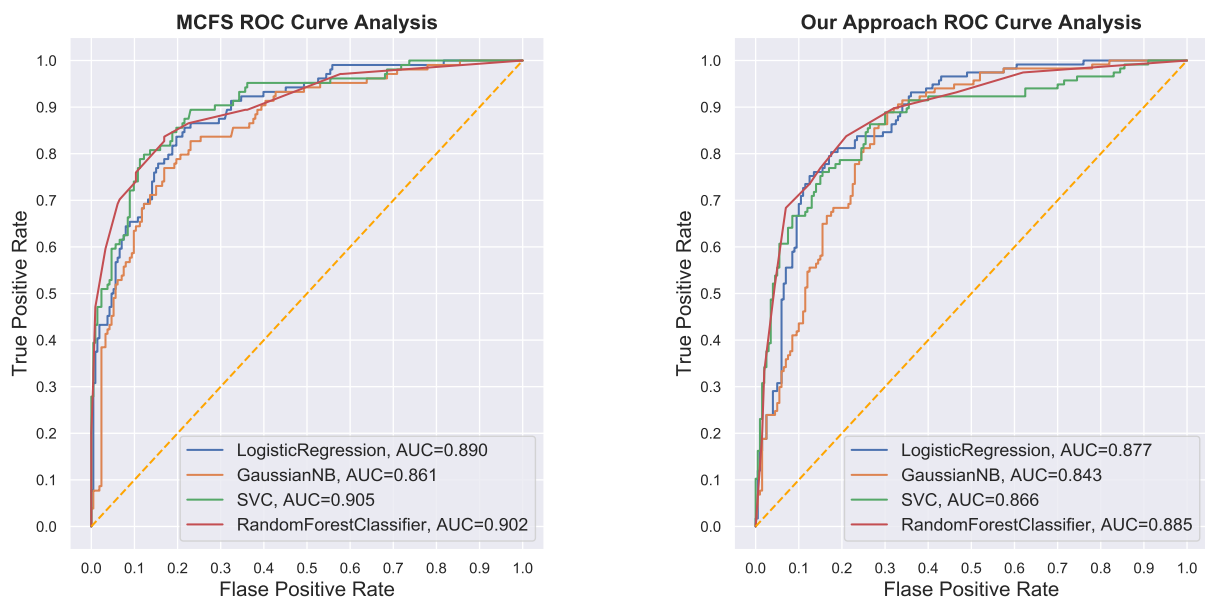 MCFS ROC Curve Analysis
True Positive Rate
1.0
0.9
0.8
0.7
0.6
0.5
0.4
0.3
0.2
0.1
0.0
LogisticRegression, AUC=0.890
GaussianNB, AUC=0.861
SVC, AUC=0.905
RandomForestClassifier, AUC=0.902
0.0 0.1 0.2 0.3 0.4 0.5 0.6 0.7 0.8 0.9 1.0
Flase Positive Rate
Our Approach ROC Curve Analysis
True Positive Rate
1.0
0.9
0.8
0.7
0.6
0.5
0.4
0.3
0.2
0.1
0.0
LogisticRegression, AUC=0.877
GaussianNB, AUC=0.843
SVC, AUC=0.866
RandomForestClassifier, AUC=0.885
0.0 0.1 0.2 0.3 0.4 0.5 0.6 0.7 0.8 0.9 1.0
Flase Positive Rate